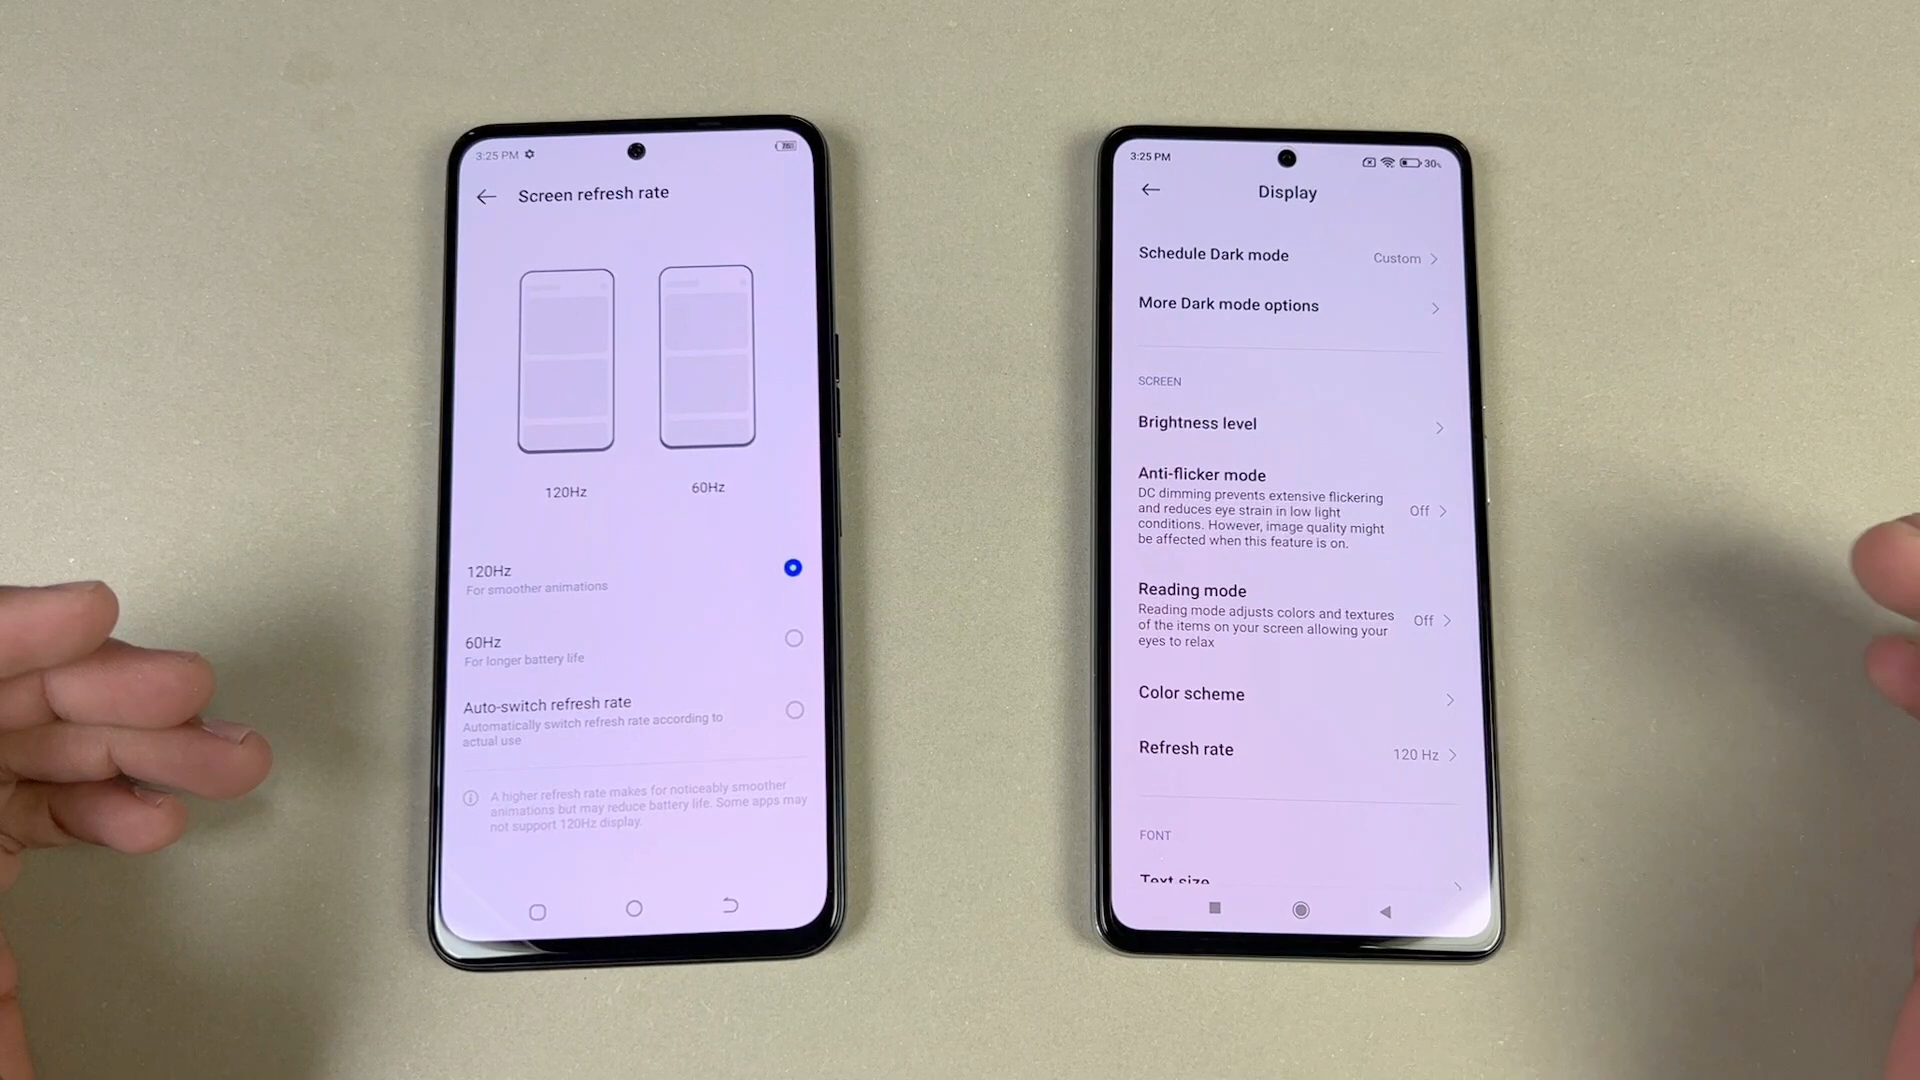 3:25 PM
Screen refresh rate
120Hz
60Hz
120Hz
For smoother animations
60Hz
For longer battery life
Auto-switch refresh rate
Automatically switch refresh rate according to
actual use
A higher refresh rate makes for noticeably smoother
animations but may reduce battery life. Some apps may
not support 120Hz display.
3:25 PM
30%
Display
Schedule Dark mode
Custom
More Dark mode options
SCREEN
Brightness level
Anti-flicker mode
DC dimming prevents extensive flickering
and reduces eye strain in low light
conditions. However, image quality might
be affected when this feature is on.
Off
Reading mode
Reading mode adjusts colors and textures
of the items on your screen allowing your
eyes to relax
Off
Color scheme
Refresh rate
120 Hz
FONT
Text size